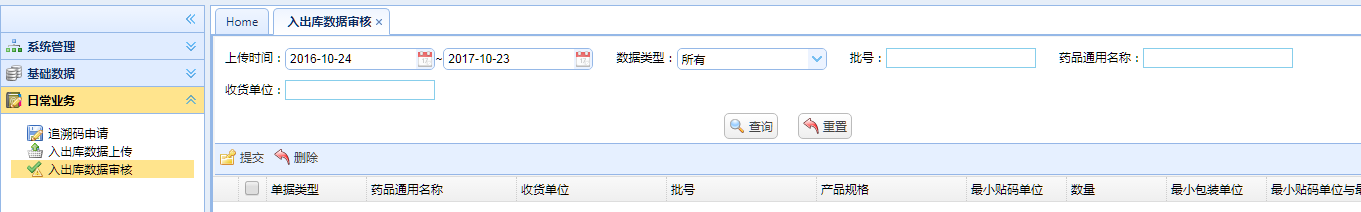 Home 入出库数据审核 ×
系统管理
基础数据
日常业务
追溯码申请
入出库数据上传
入出库数据审核
上传时间： 2016-10-24 ~ 2017-10-23 数据类型： 所有 批号： 药品通用名称：
收货单位：
查询 重置
提交 删除
单据类型 药品通用名称 收货单位 批号 产品规格 最小贴码单位 数量 最小包装单位 最小贴码单位与